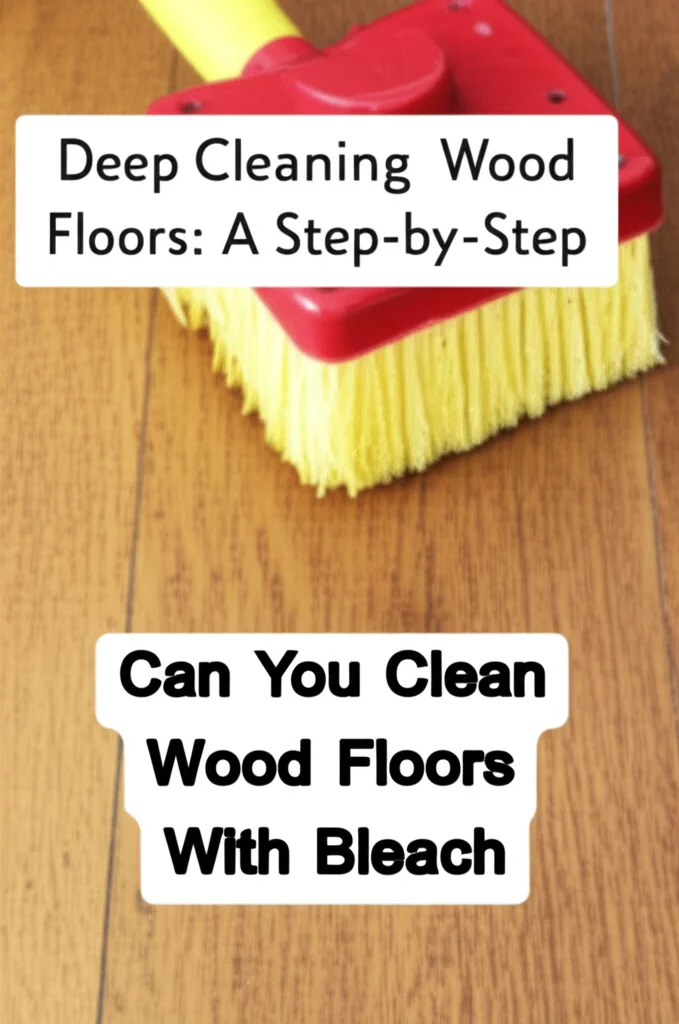 Deep Cleaning Wood
Floors: A Step-by-Step
Can You Clean
Wood Floors
With Bleach